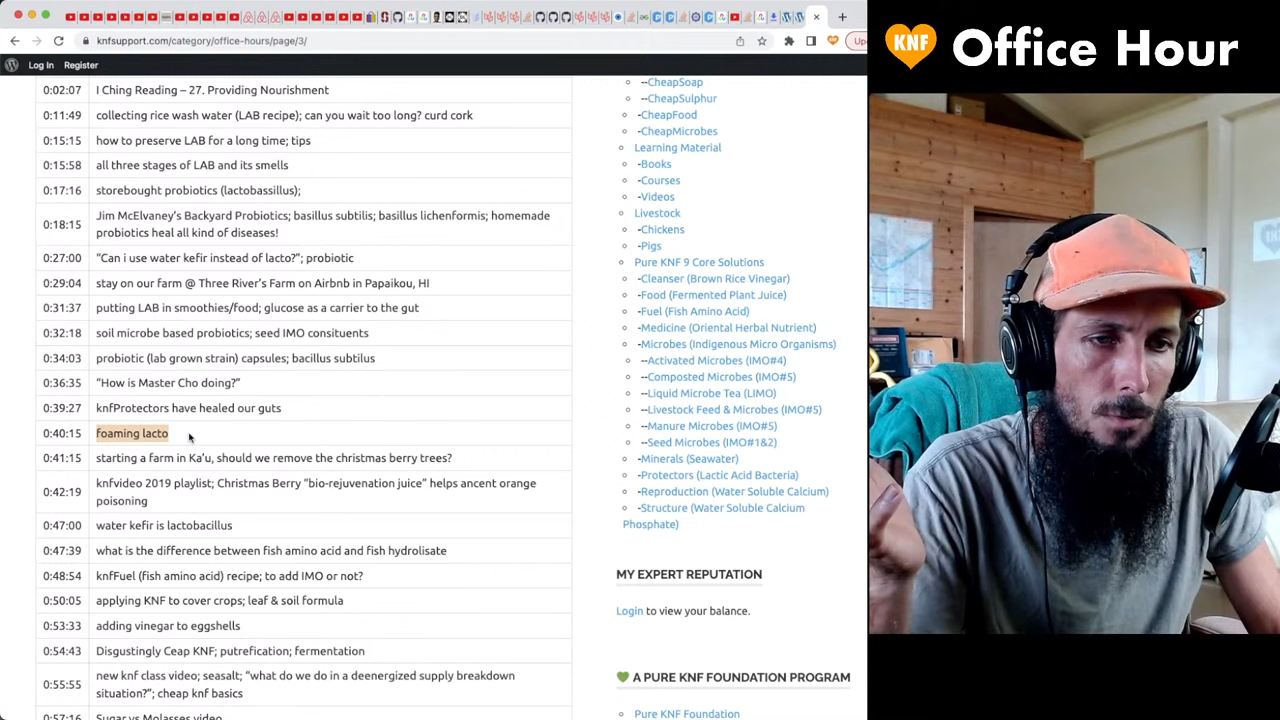 knfsupport.com/category/office-hours/page/3/
Log In
Register
0:02:07 I Ching Reading – 27. Providing Nourishment
0:11:49 collecting rice wash water (LAB recipe); can you wait too long? curd cork
0:15:15 how to preserve LAB for a long time; tips
0:15:58 all three stages of LAB and its smells
0:17:16 storebought probiotics (lactobassillus);
0:18:15 Jim McElvaney’s Backyard Probiotics; basillus subtilis; basillus lichenformis; homemade
probiotics heal all kind of diseases!
0:27:00 “Can i use water kefir instead of lacto?”; probiotic
0:29:04 stay on our farm @ Three River’s Farm on Airbnb in Papaikou, HI
0:31:37 putting LAB in smoothies/food; glucose as a carrier to the gut
0:32:18 soil microbe based probiotics; seed IMO consituents
0:34:03 probiotic (lab grown strain) capsules; bacillus subtilus
0:36:35 “How is Master Cho doing?”
0:39:27 knfProtectors have healed our guts
0:40:15 foaming lacto
0:41:15 starting a farm in Ka’u, should we remove the christmas berry trees?
0:42:19 knfvideo 2019 playlist; Christmas Berry “bio-rejuvenation juice” helps ancent orange
poisoning
0:47:00 water kefir is lactobacillus
0:47:39 what is the difference between fish amino acid and fish hydrolisate
0:48:54 knfFuel (fish amino acid) recipe; to add IMO or not?
0:50:05 applying KNF to cover crops; leaf & soil formula
0:53:33 adding vinegar to eggshells
0:54:43 Disgustingly Ceap KNF; putrefication; fermentation
0:55:55 new knf class video; seasalt; “what do we do in a deenergized supply breakdown
situation?”; cheap knf basics
0:57:16 Sugar vs Molasses video
--CheapSoap
--CheapSulphur
-CheapFood
-CheapMicrobes
Learning Material
-Books
-Courses
-Videos
Livestock
-Chickens
-Pigs
Pure KNF 9 Core Solutions
-Cleanser (Brown Rice Vinegar)
-Food (Fermented Plant Juice)
-Fuel (Fish Amino Acid)
-Medicine (Oriental Herbal Nutrient)
-Microbes (Indigenous Micro Organisms)
--Activated Microbes (IMO#4)
--Composted Microbes (IMO#5)
--Liquid Microbe Tea (LIMO)
--Livestock Feed & Microbes (IMO#5)
--Manure Microbes (IMO#5)
--Seed Microbes (IMO#1&2)
-Minerals (Seawater)
-Protectors (Lactic Acid Bacteria)
-Reproduction (Water Soluble Calcium)
-Structure (Water Soluble Calcium
Phosphate)
MY EXPERT REPUTATION
Login to view your balance.
A PURE KNF FOUNDATION PROGRAM
Pure KNF Foundation
KNF Office Hour